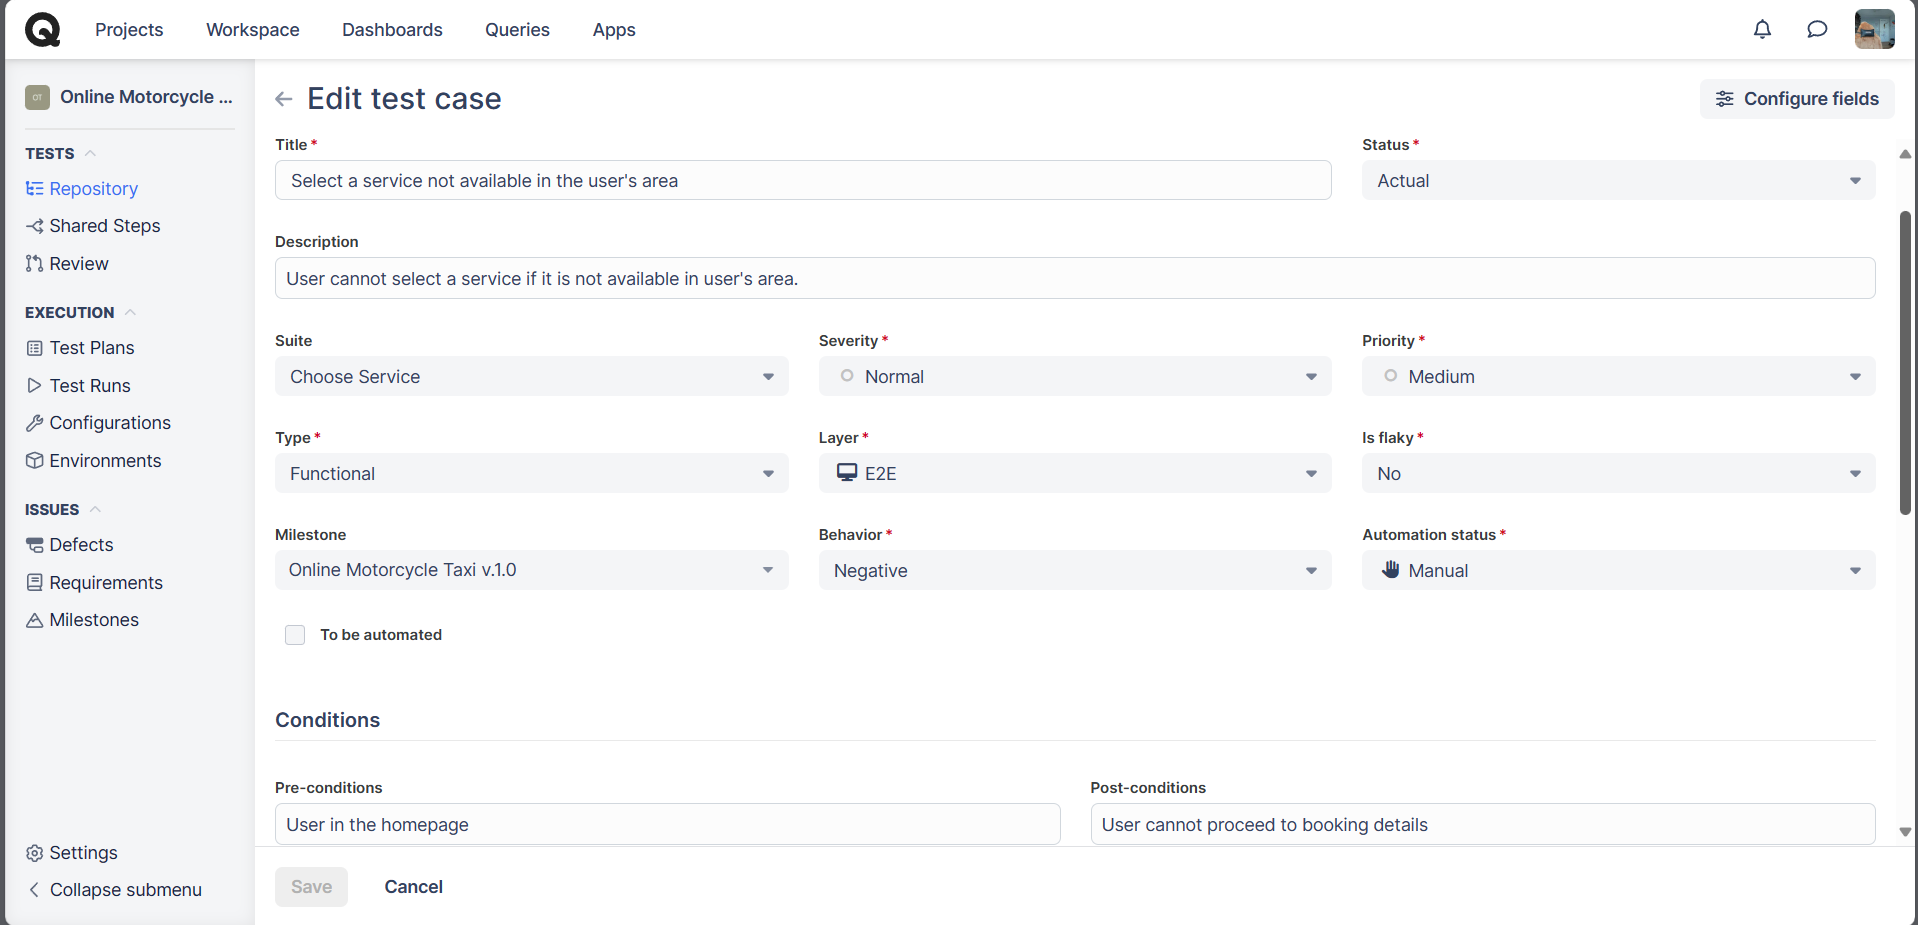 Projects
Workspace
Dashboards
Queries
Apps
OT
Online Motorcycle ...
TESTS
Repository
Shared Steps
Review
EXECUTION
Test Plans
Test Runs
Configurations
Environments
ISSUES
Defects
Requirements
Milestones
Settings
Collapse submenu
Edit test case
Configure fields
Title *
Status *
Select a service not available in the user's area
Actual
Description
User cannot select a service if it is not available in user's area.
Suite
Severity *
Priority *
Choose Service
Normal
Medium
Type *
Layer *
Is flaky *
Functional
E2E
No
Milestone
Behavior *
Automation status *
Online Motorcycle Taxi v.1.0
Negative
Manual
To be automated
Conditions
Pre-conditions
Post-conditions
User in the homepage
User cannot proceed to booking details
Save
Cancel